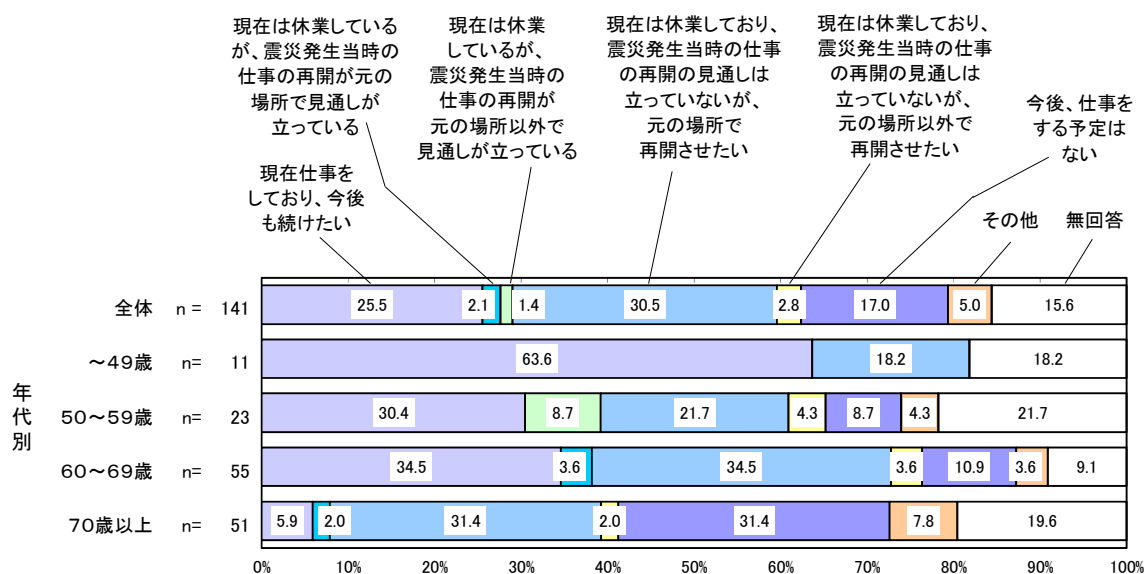 現在は休業している
が、震災発生当時の
仕事の再開が元の
場所で見通しが
立っている
現在は休業
しているが、
震災発生当時の
仕事の再開が
元の場所以外で
見通しが立っている
現在は休業しており、
震災発生当時の仕事
の再開の見通しは
立っていないが、
元の場所で
再開させたい
現在は休業しており、
震災発生当時の仕事
の再開の見通しは
立っていないが、
元の場所以外で
再開させたい
今後、仕事を
する予定は
ない
現在仕事を
しており、今後
も続けたい
その他
無回答
年代別
全体 n = 141
25.5 2.1 1.4 30.5 2.8 17.0 5.0 15.6
~49歳 n= 11
63.6 18.2 18.2
50~59歳 n= 23
30.4 8.7 21.7 4.3 8.7 4.3 21.7
60~69歳 n= 55
34.5 3.6 34.5 3.6 10.9 3.6 9.1
70歳以上 n= 51
5.9 2.0 31.4 2.0 31.4 7.8 19.6
0% 10% 20% 30% 40% 50% 60% 70% 80% 90% 100%